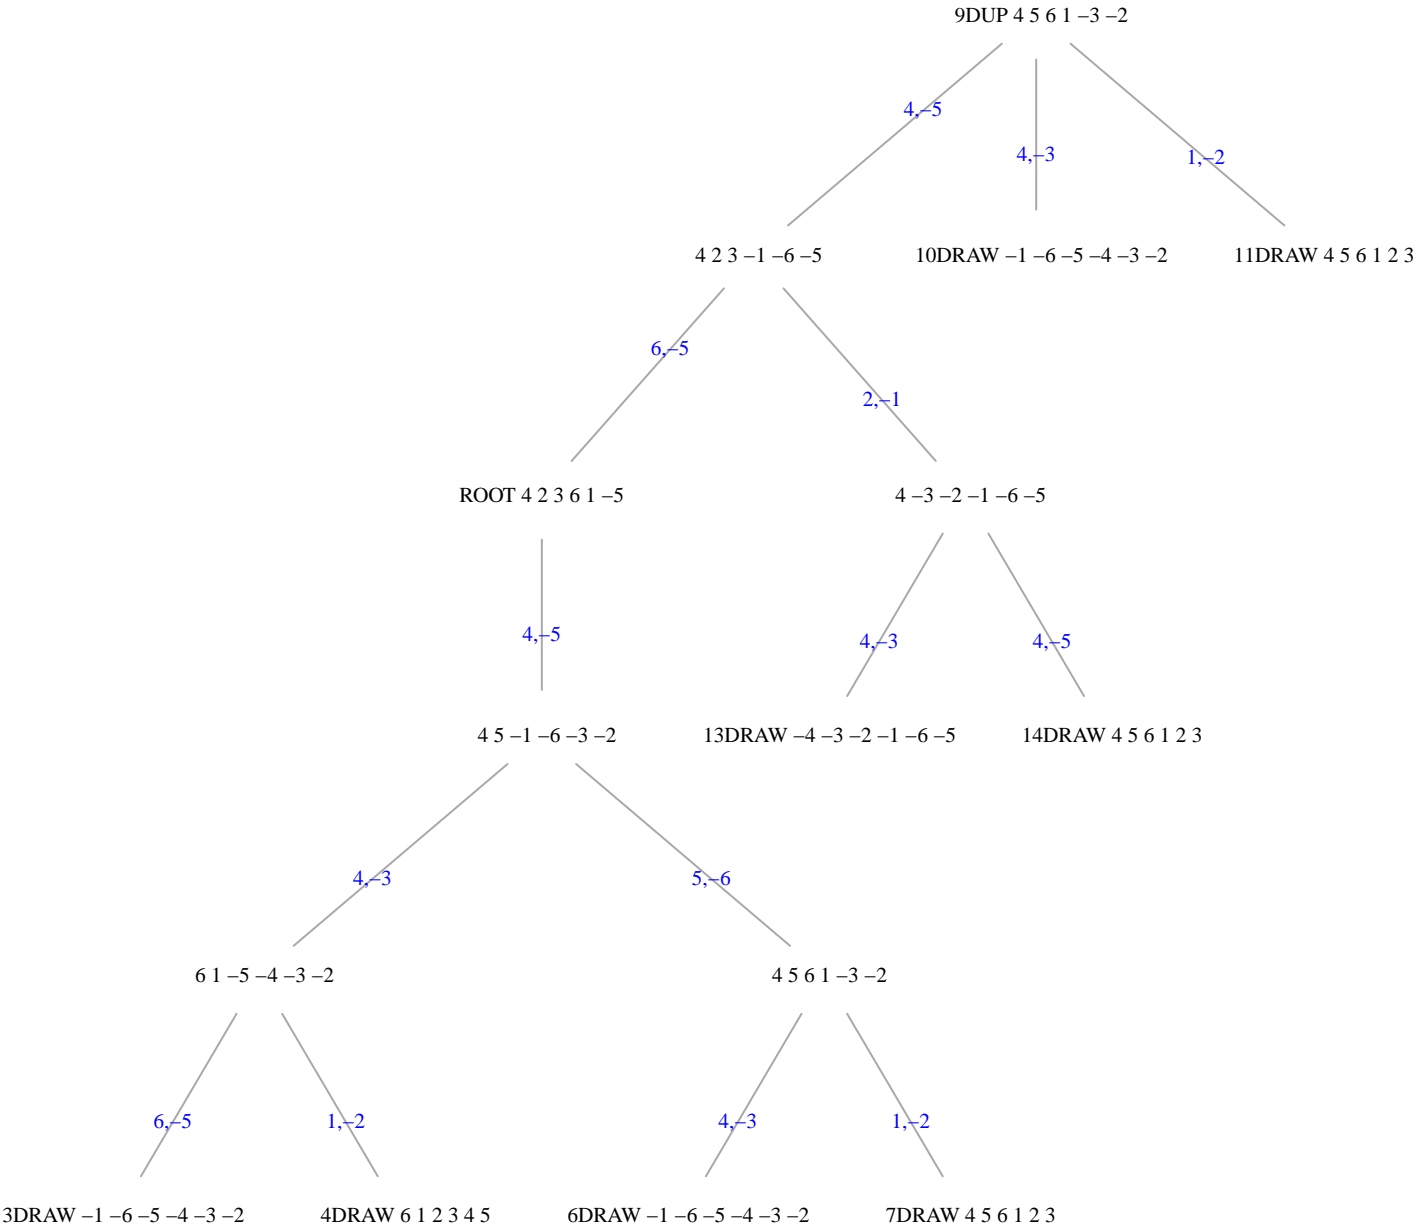 9DUP 4 5 6 1 –3 –2
4,–5
4,–3
1,–2
4 2 3 –1 –6 –5
10DRAW –1 –6 –5 –4 –3 –2
11DRAW 4 5 6 1 2 3
6,–5
2,–1
ROOT 4 2 3 6 1 –5
4 –3 –2 –1 –6 –5
4,–5
4,–3
4,–5
4 5 –1 –6 –3 –2
13DRAW –4 –3 –2 –1 –6 –5
14DRAW 4 5 6 1 2 3
4,–3
5,–6
6 1 –5 –4 –3 –2
4 5 6 1 –3 –2
6,–5
1,–2
4,–3
1,–2
3DRAW –1 –6 –5 –4 –3 –2
4DRAW 6 1 2 3 4 5
6DRAW –1 –6 –5 –4 –3 –2
7DRAW 4 5 6 1 2 3